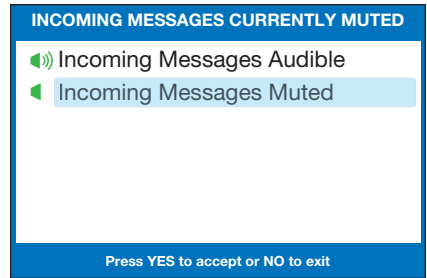 INCOMING MESSAGES CURRENTLY MUTED
Incoming Messages Audible
Incoming Messages Muted
Press YES to accept or NO to exit